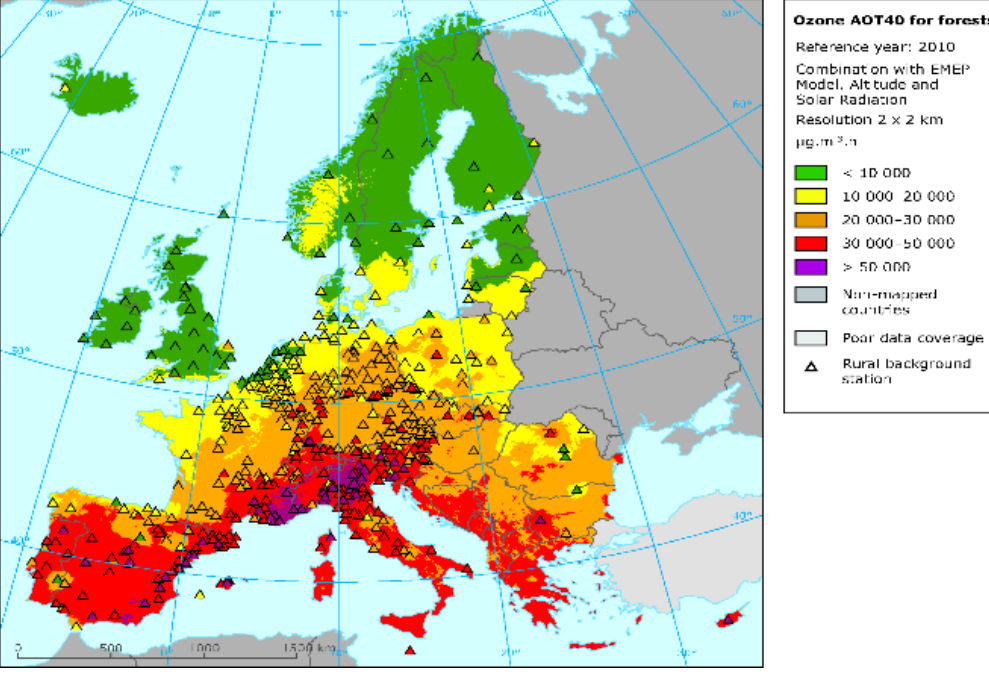 Ozone AOT40 for forests
Reference year: 2010
Combination with EMEP
Model, Altitude and
Solar Radiation
Resolution 2 x 2 km
µg.m⁻³.h
< 10 000
10 000–20 000
20 000–30 000
30 000–50 000
> 50 000
Non-mapped
countries
Poor data coverage
Rural background
station
60°
50°
40°
0
500
1000
1500 km